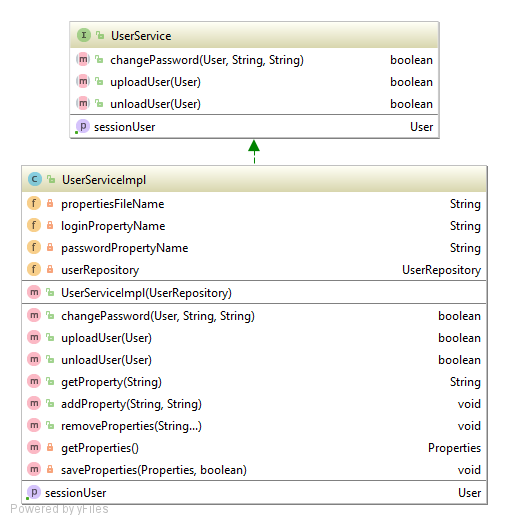 I UserService
m changePassword(User, String, String) boolean
m uploadUser(User) boolean
m unloadUser(User) boolean
p sessionUser User
C UserServiceImpl
f propertiesFileName String
f loginPropertyName String
f passwordPropertyName String
f userRepository UserRepository
m UserServiceImpl(UserRepository)
m changePassword(User, String, String) boolean
m uploadUser(User) boolean
m unloadUser(User) boolean
m getProperty(String) String
m addProperty(String, String) void
m removeProperties(String...) void
m getProperties() Properties
m saveProperties(Properties, boolean) void
p sessionUser User
Powered by yFiles